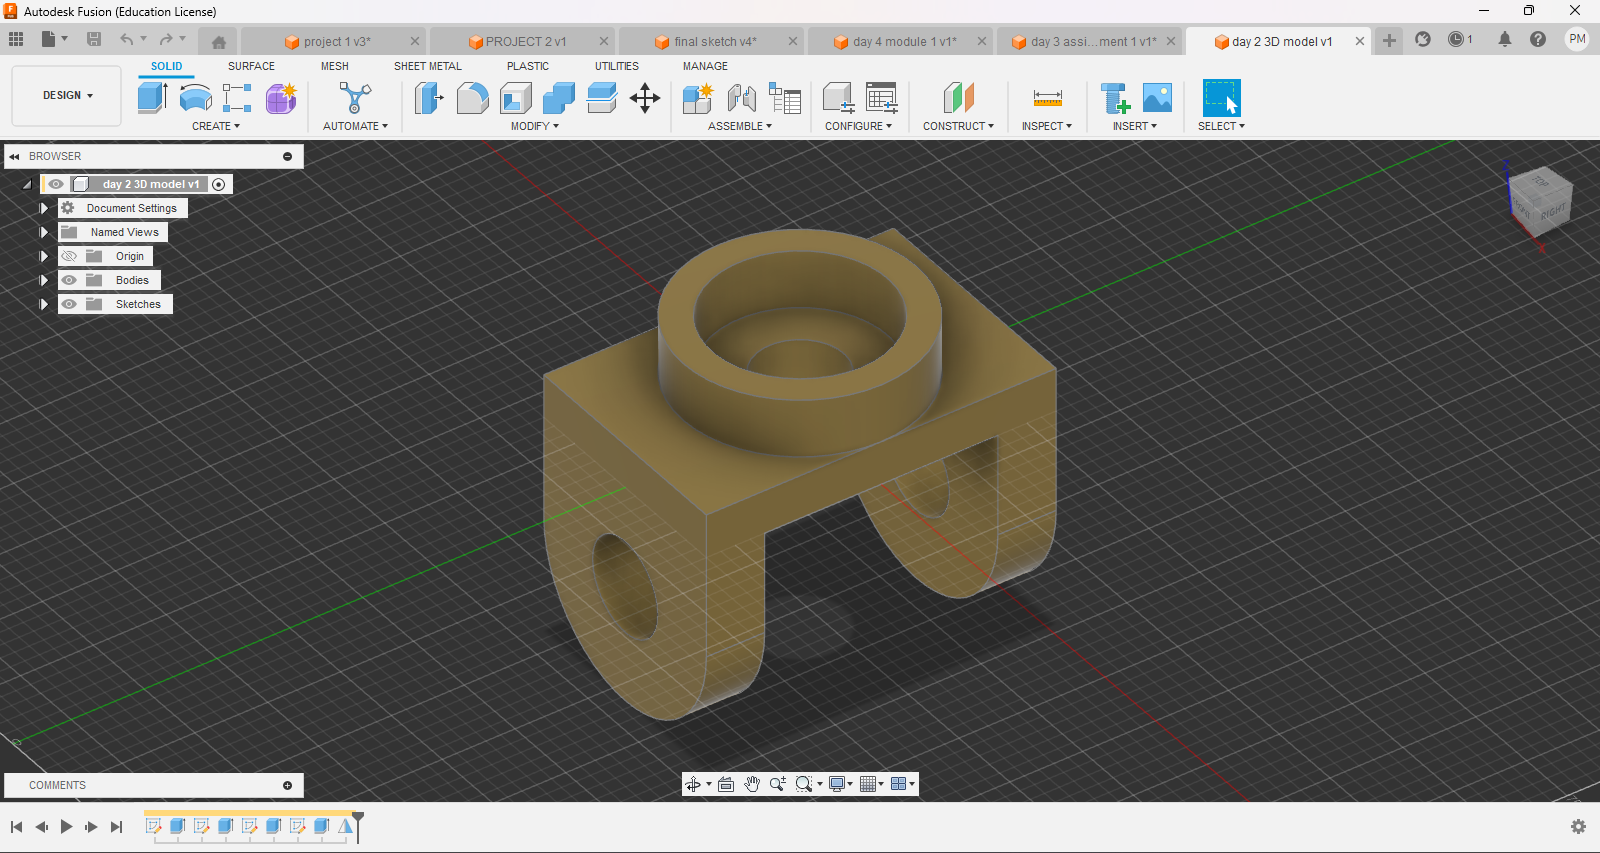 Autodesk Fusion (Education License)
project 1 v3*
PROJECT 2 v1
final sketch v4*
day 4 module 1 v1*
day 3 assi...ment 1 v1*
day 2 3D model v1
1
PM
DESIGN
SOLID
SURFACE
MESH
SHEET METAL
PLASTIC
UTILITIES
MANAGE
CREATE
AUTOMATE
MODIFY
ASSEMBLE
CONFIGURE
CONSTRUCT
INSPECT
INSERT
SELECT
BROWSER
day 2 3D model v1
Document Settings
Named Views
Origin
Bodies
Sketches
Z
TOP
RIGHT
X
COMMENTS